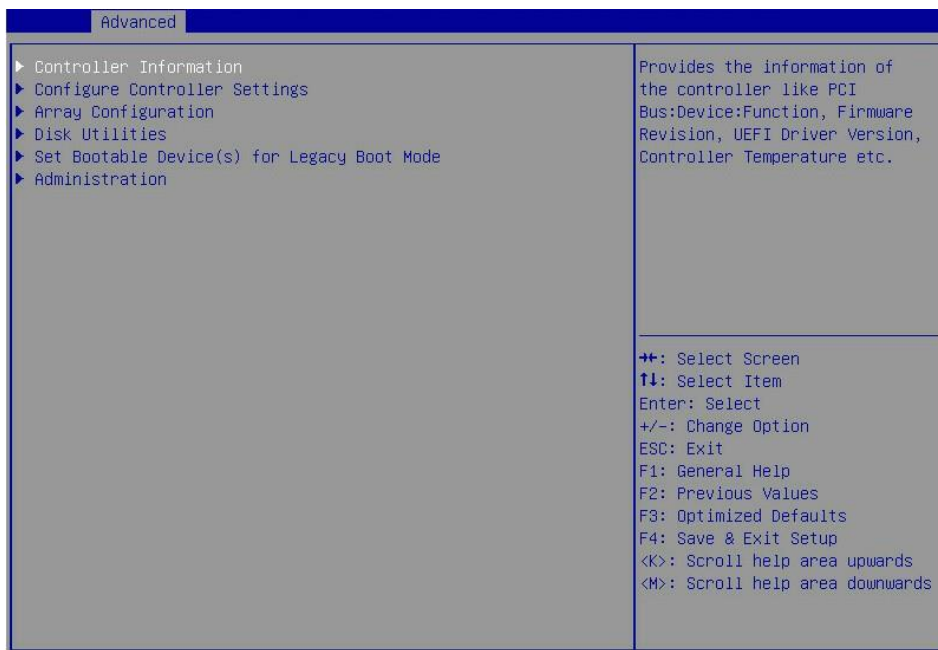 Advanced
Controller Information
Configure Controller Settings
Array Configuration
Disk Utilities
Set Bootable Device(s) for Legacy Boot Mode
Administration
Provides the information of
the controller like PCI
Bus:Device:Function, Firmware
Revision, UEFI Driver Version,
Controller Temperature etc.
→←: Select Screen
↑↓: Select Item
Enter: Select
+/-: Change Option
ESC: Exit
F1: General Help
F2: Previous Values
F3: Optimized Defaults
F4: Save & Exit Setup
<K>: Scroll help area upwards
<M>: Scroll help area downwards